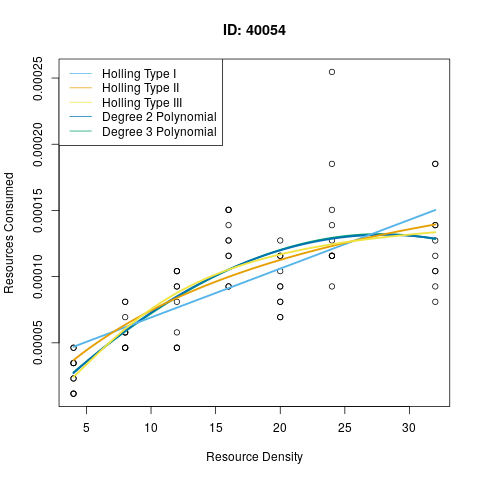 ID: 40054
Holling Type I
Holling Type II
Holling Type III
Degree 2 Polynomial
Degree 3 Polynomial
Resources Consumed
0.00025
0.00020
0.00015
0.00010
0.00005
5 10 15 20 25 30
Resource Density